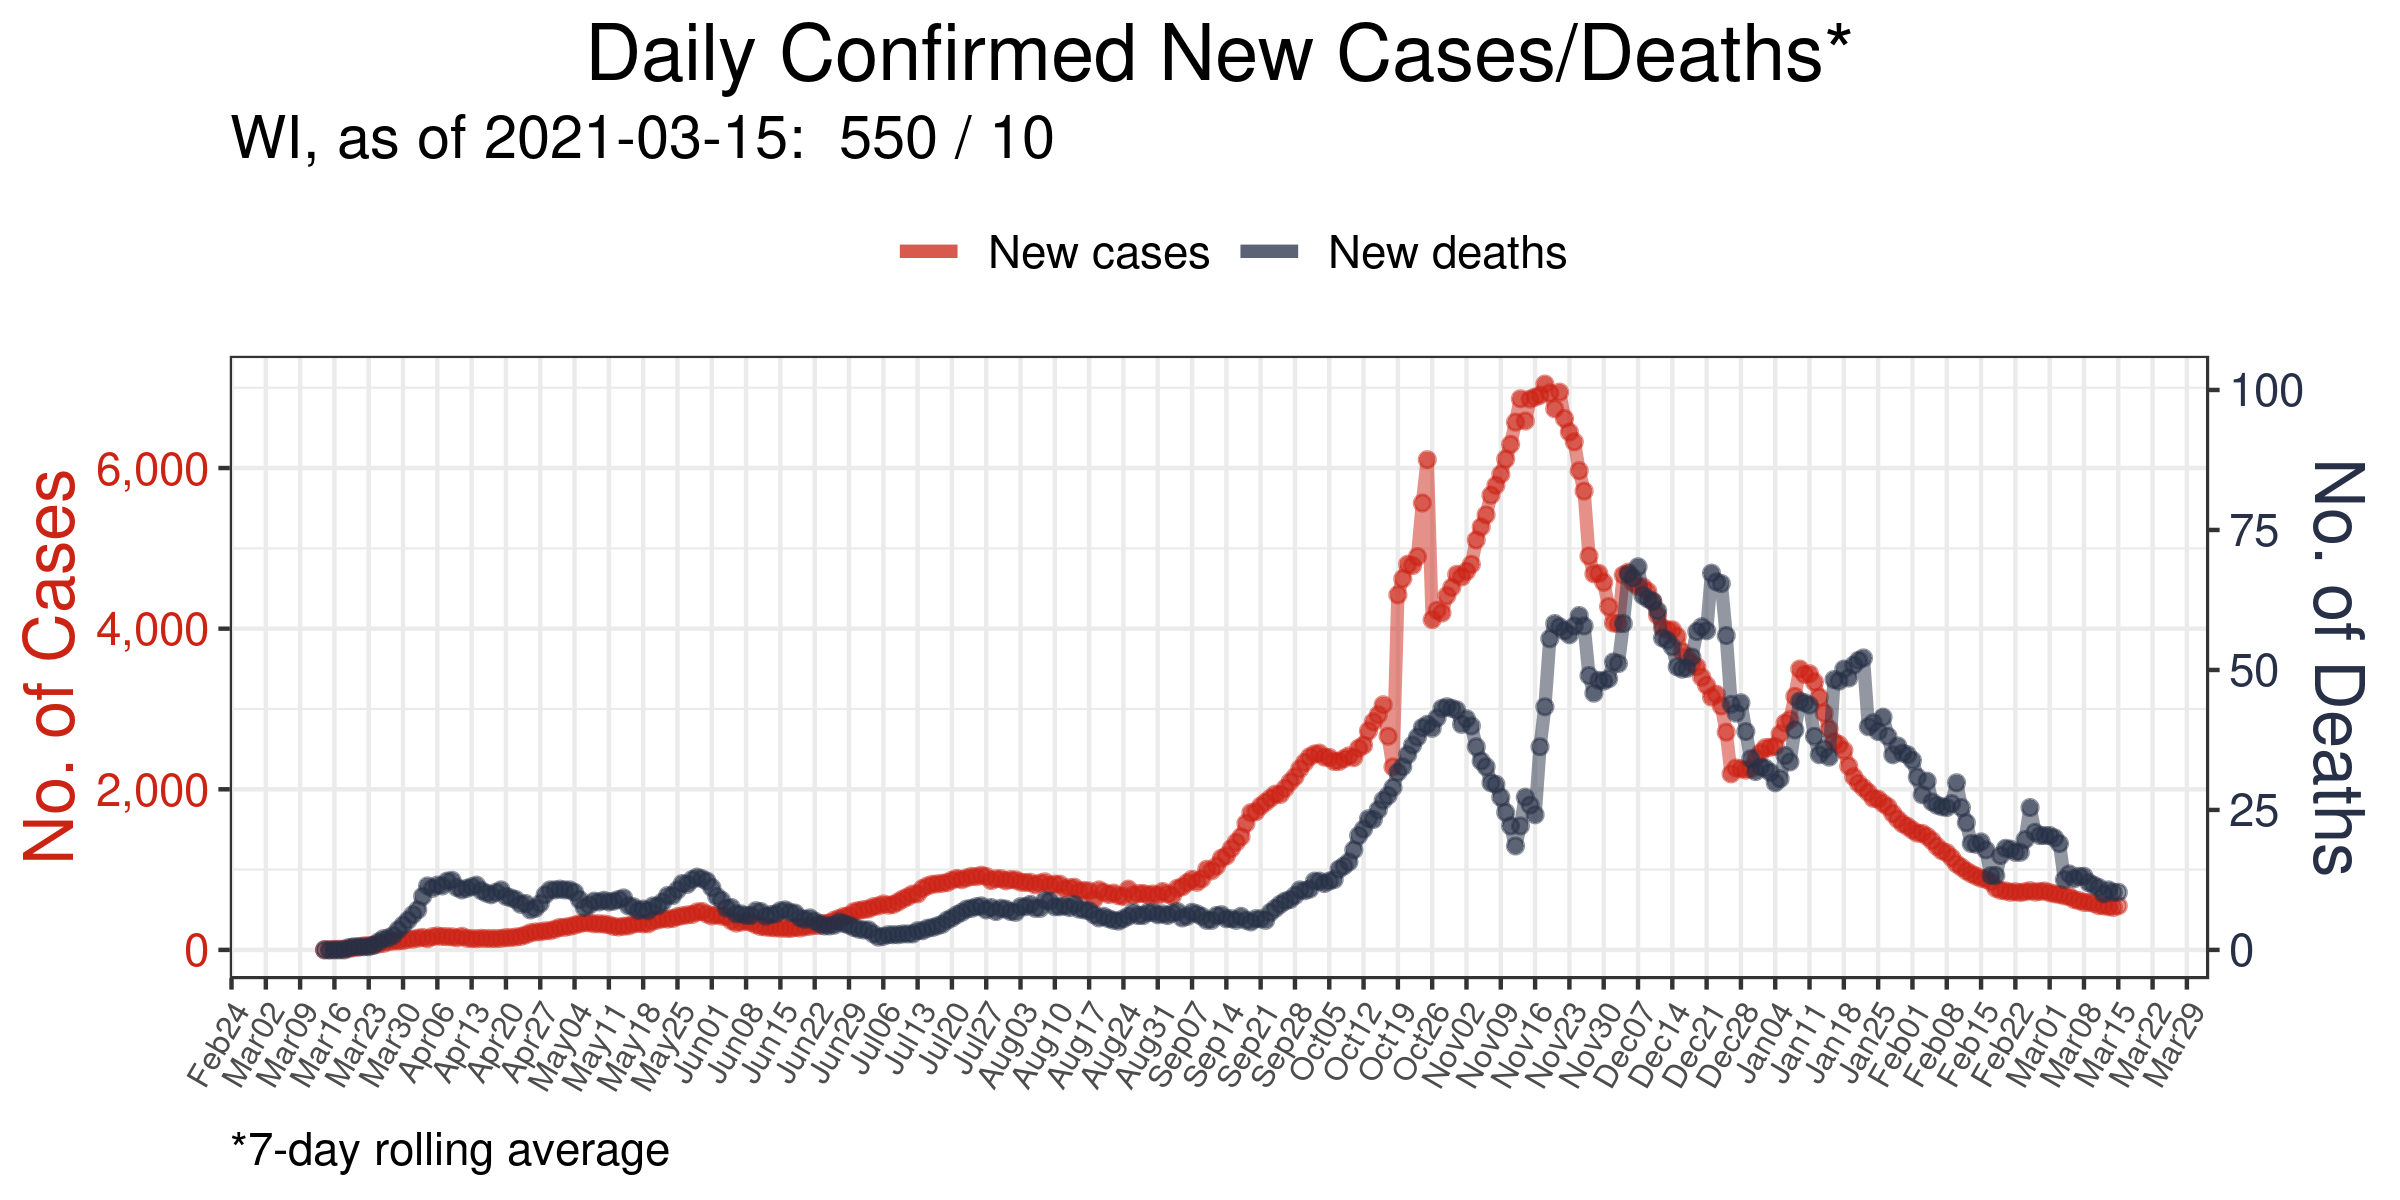 Daily Confirmed New Cases/Deaths*
WI, as of 2021-03-15:  550 / 10
New cases
New deaths
No. of Cases
6,000
4,000
2,000
0
100
75
50
25
0
No. of Deaths
Feb24
Mar02
Mar09
Mar16
Mar23
Mar30
Apr06
Apr13
Apr20
Apr27
May04
May11
May18
May25
Jun01
Jun08
Jun15
Jun22
Jun29
Jul06
Jul13
Jul20
Jul27
Aug03
Aug10
Aug17
Aug24
Aug31
Sep07
Sep14
Sep21
Sep28
Oct05
Oct12
Oct19
Oct26
Nov02
Nov09
Nov16
Nov23
Nov30
Dec07
Dec14
Dec21
Dec28
Jan04
Jan11
Jan18
Jan25
Feb01
Feb08
Feb15
Feb22
Mar01
Mar08
Mar15
Mar22
Mar29
*7-day rolling average